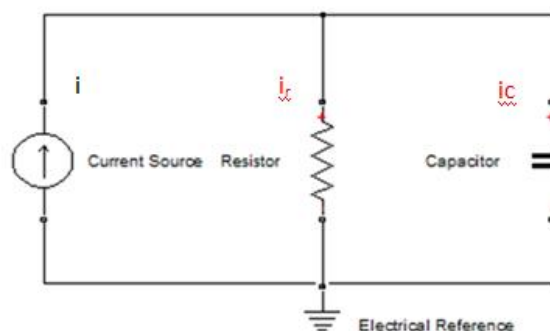 i
ir
ic
Current Source
Resistor
Capacitor
Electrical Reference